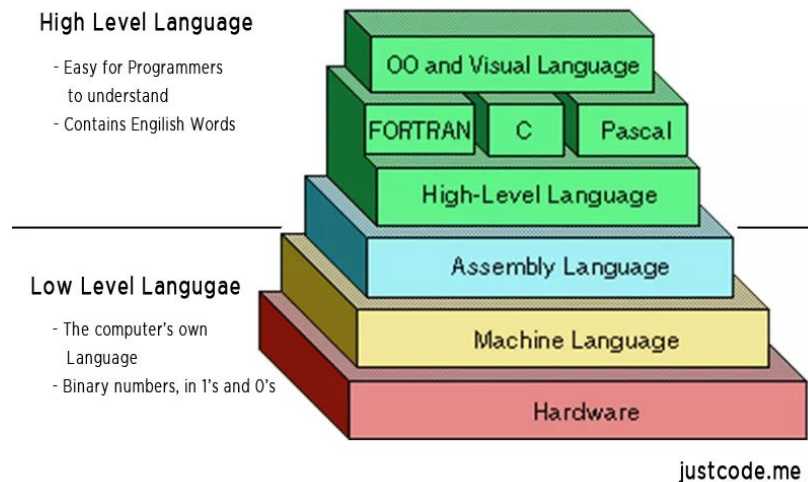 High Level Language
- Easy for Programmers
to understand
- Contains Engilish Words
OO and Visual Language
FORTRAN C Pascal
High-Level Language
Assembly Language
Low Level Langugae
- The computer's own
Language
- Binary numbers, in 1's and 0's
Machine Language
Hardware
justcode.me